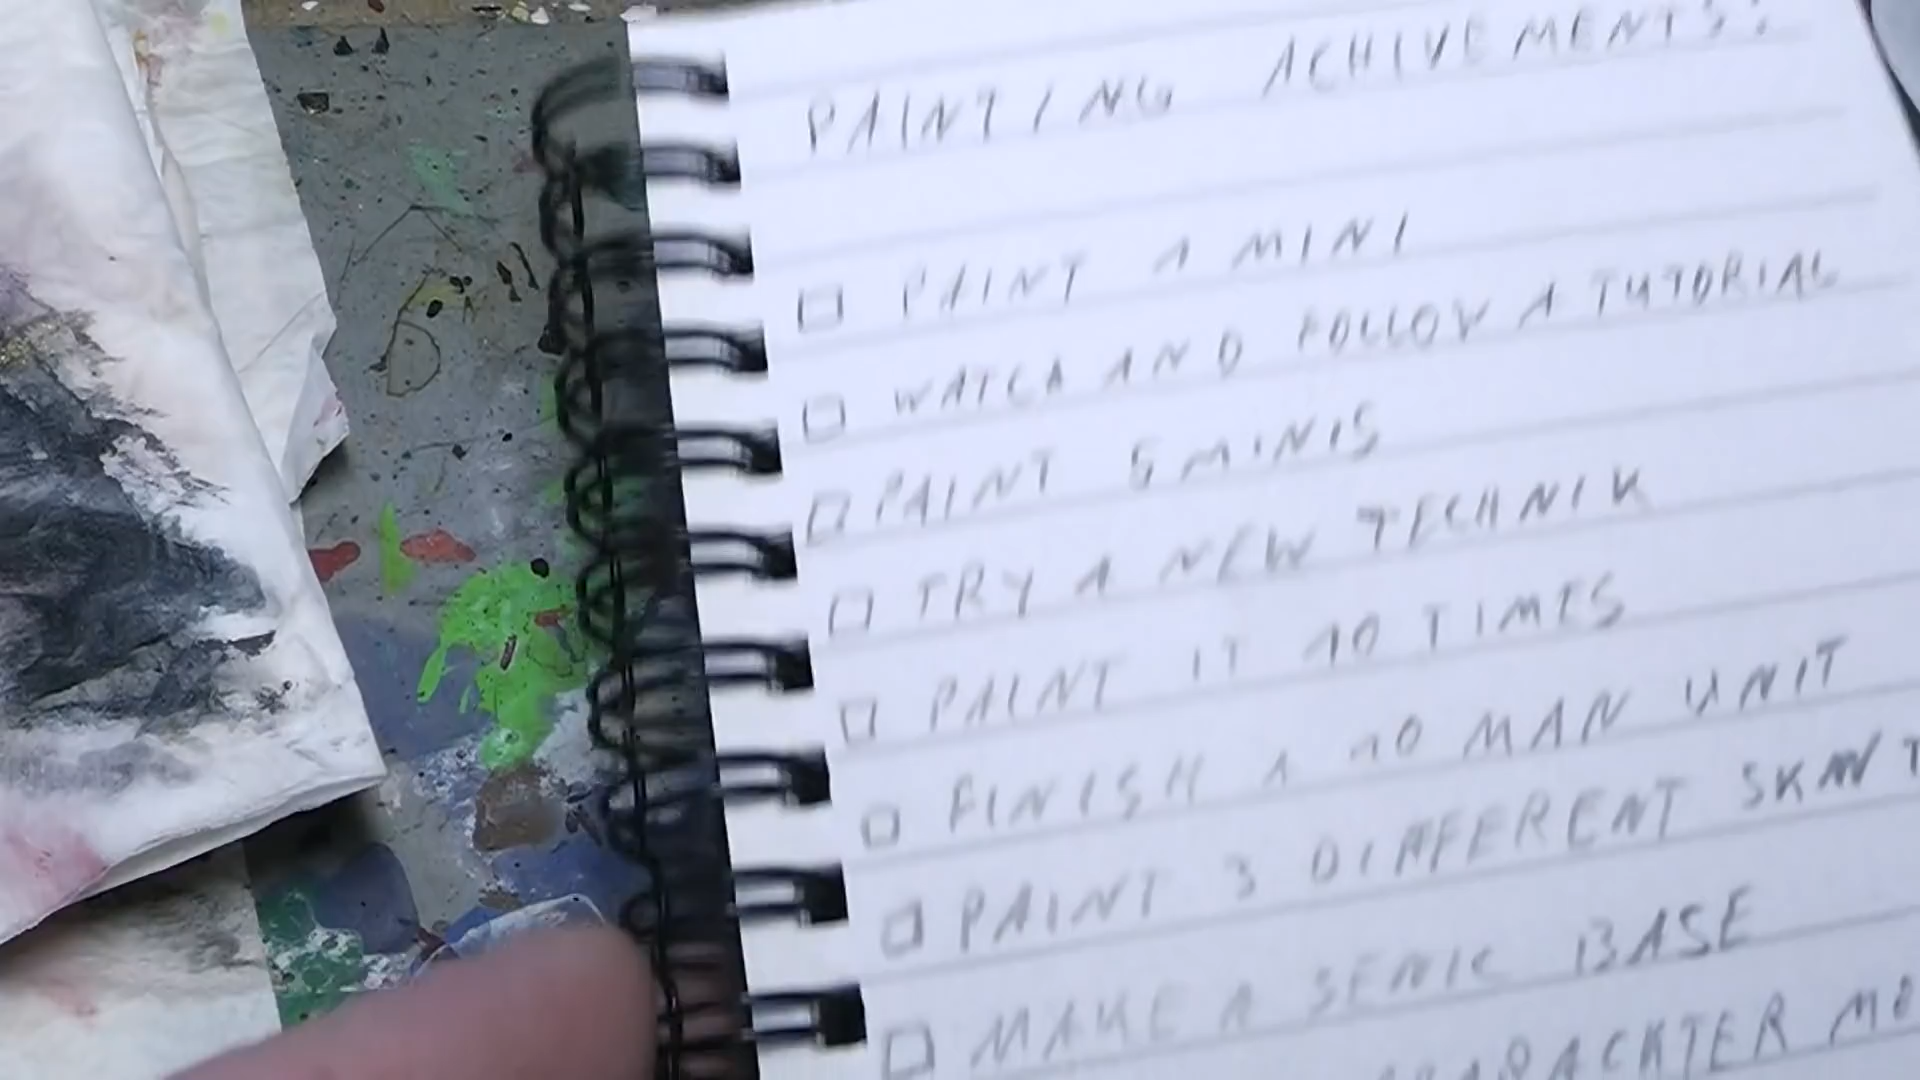 PAINTING ACHIVEMENTS:
PAINT A MINI
WATCH AND FOLLOW A TUTORIAL
PAINT 5 MINIS
TRY A NEW TECHNIK
PAINT IT 10 TIMES
FINISH A 10 MAN UNIT
PAINT 3 DIFFERENT
MAKE A SENIC BASE